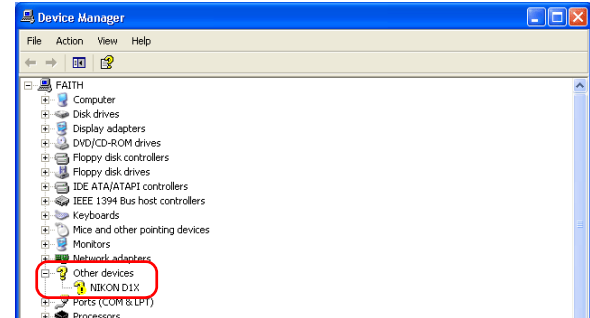 Device Manager
File Action View Help
FAITH
Computer
Disk drives
Display adapters
DVD/CD-ROM drives
Floppy disk controllers
Floppy disk drives
IDE ATA/ATAPI controllers
IEEE 1394 Bus host controllers
Keyboards
Mice and other pointing devices
Monitors
Network adapters
Other devices
NIKON D1X
Ports (COM & LPT)
Processors